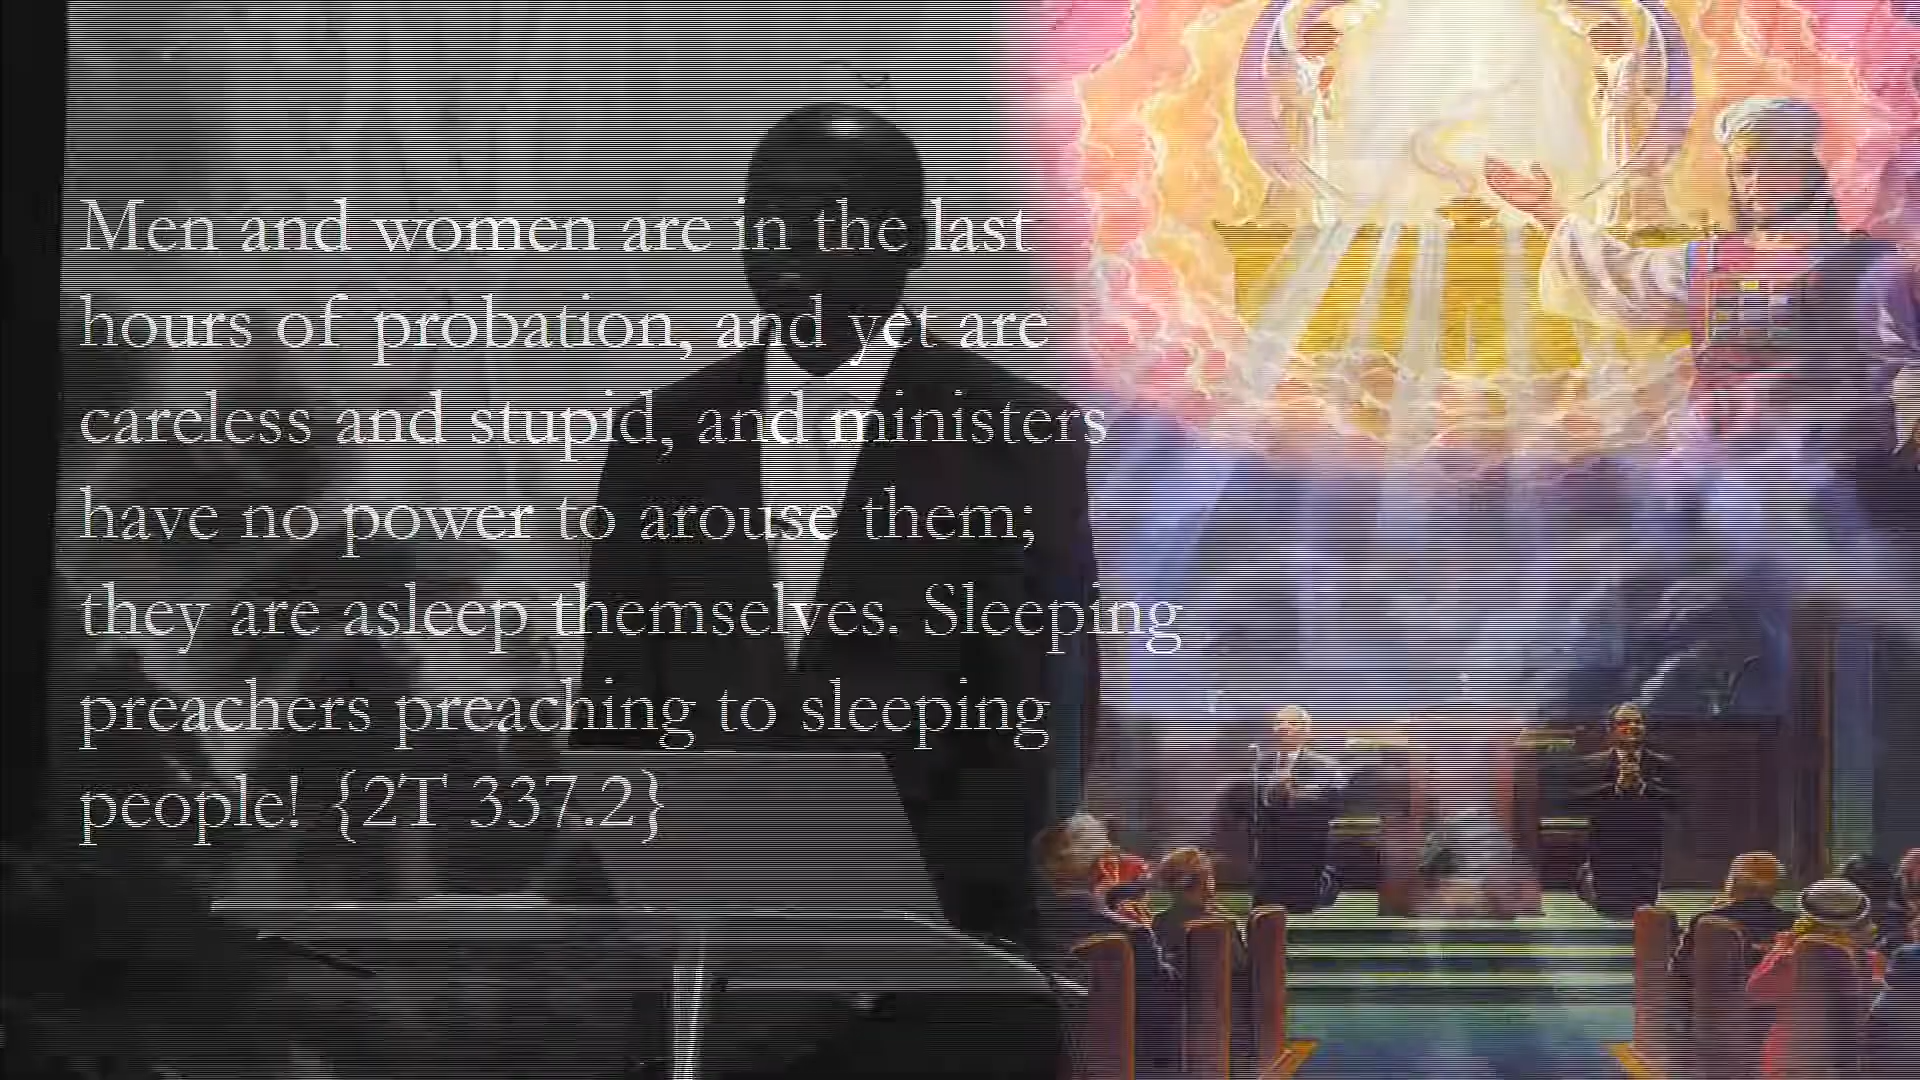 Men and women are in the last
hours of probation, and yet are
careless and stupid, and ministers
have no power to arouse them;
they are asleep themselves. Sleeping
preachers preaching to sleeping
people! {2T 337.2}